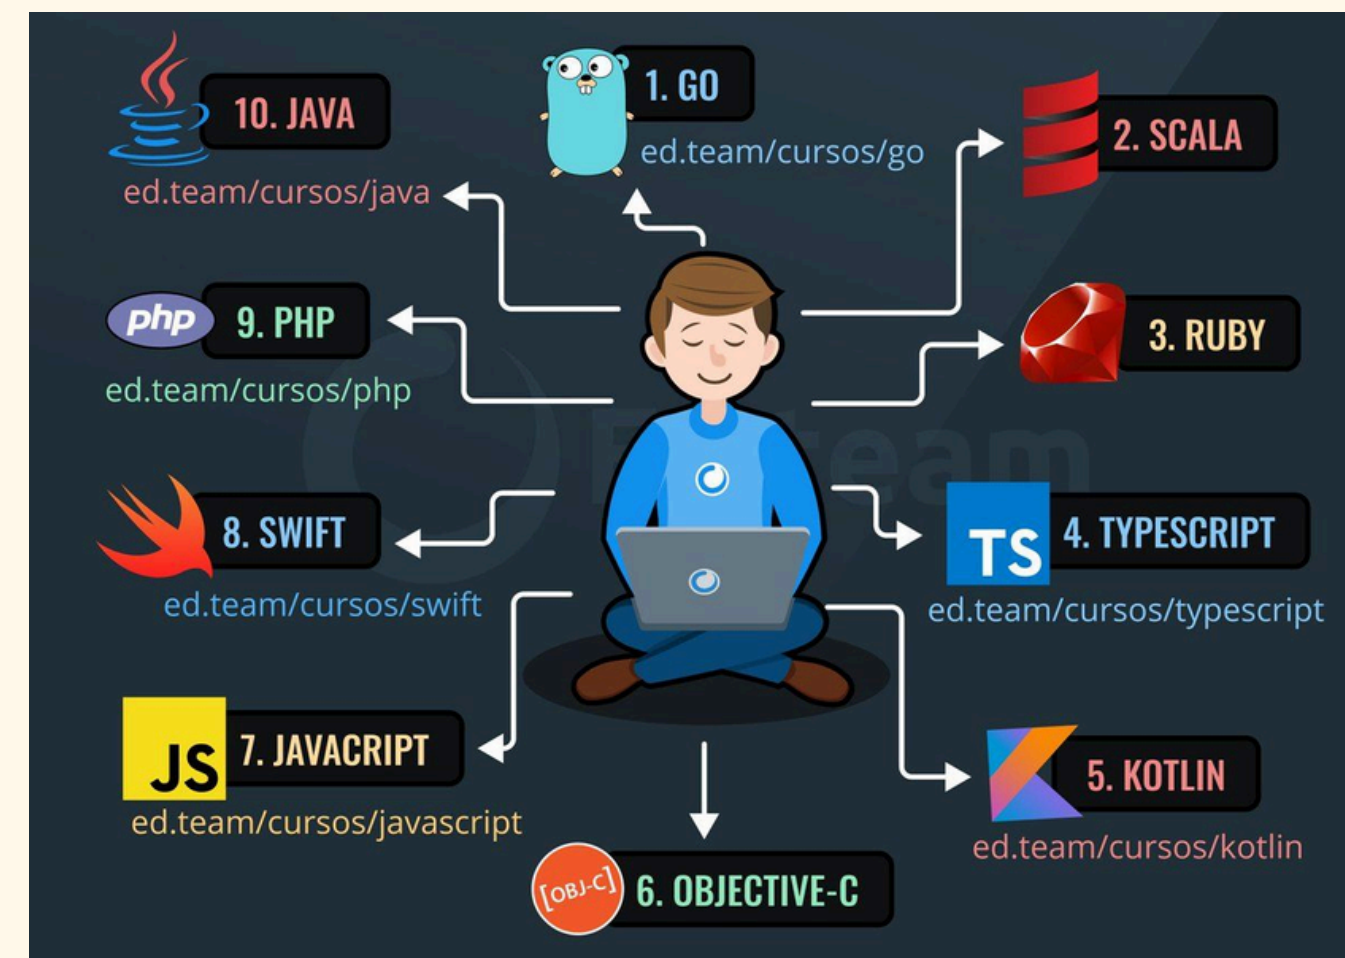 1. GO
ed.team/cursos/go
2. SCALA
3. RUBY
TS
4. TYPESCRIPT
ed.team/cursos/typescript
5. KOTLIN
ed.team/cursos/kotlin
[OBJ-C]
6. OBJECTIVE-C
JS
7. JAVACRIPT
ed.team/cursos/javascript
8. SWIFT
ed.team/cursos/swift
php
9. PHP
ed.team/cursos/php
10. JAVA
ed.team/cursos/java